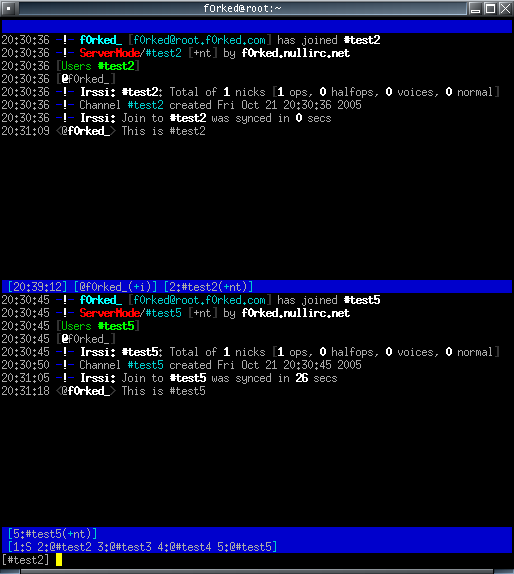 f0rked@root:~
20:30:36 -!- f0rked_ [f0rked@root.f0rked.com] has joined #test2
20:30:36 -!- ServerMode/#test2 [+nt] by f0rked.nullirc.net
20:30:36 [Users #test2]
20:30:36 [@f0rked_]
20:30:36 -!- Irssi: #test2: Total of 1 nicks [1 ops, 0 halfops, 0 voices, 0 normal]
20:30:36 -!- Channel #test2 created Fri Oct 21 20:30:36 2005
20:30:36 -!- Irssi: Join to #test2 was synced in 0 secs
20:31:09 <@f0rked_> This is #test2
[20:39:12] [@f0rked_(+i)] [2:#test2(+nt)]
20:30:45 -!- f0rked_ [f0rked@root.f0rked.com] has joined #test5
20:30:45 -!- ServerMode/#test5 [+nt] by f0rked.nullirc.net
20:30:45 [Users #test5]
20:30:45 [@f0rked_]
20:30:45 -!- Irssi: #test5: Total of 1 nicks [1 ops, 0 halfops, 0 voices, 0 normal]
20:30:50 -!- Channel #test5 created Fri Oct 21 20:30:45 2005
20:31:05 -!- Irssi: Join to #test5 was synced in 26 secs
20:31:18 <@f0rked_> This is #test5
[5:#test5(+nt)]
[1:S 2:@#test2 3:@#test3 4:@#test4 5:@#test5]
[#test2]